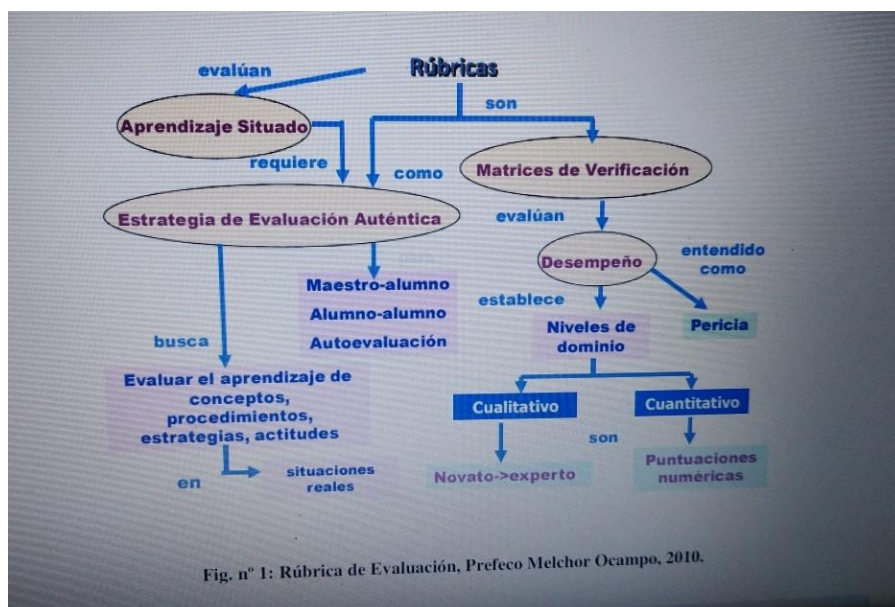 Rúbricas
evalúan
son
Aprendizaje Situado
requiere
como
Matrices de Verificación
Estrategia de Evaluación Auténtica
evalúan
Desempeño
entendido
como
Maestro-alumno
Alumno-alumno
Autoevaluación
establece
Niveles de
dominio
Pericia
busca
Evaluar el aprendizaje de
conceptos,
procedimientos,
estrategias, actitudes
Cualitativo
Cuantitativo
son
en
situaciones
reales
Novato->experto
Puntuaciones
numéricas
Fig. nº 1: Rúbrica de Evaluación, Prefeco Melchor Ocampo, 2010.